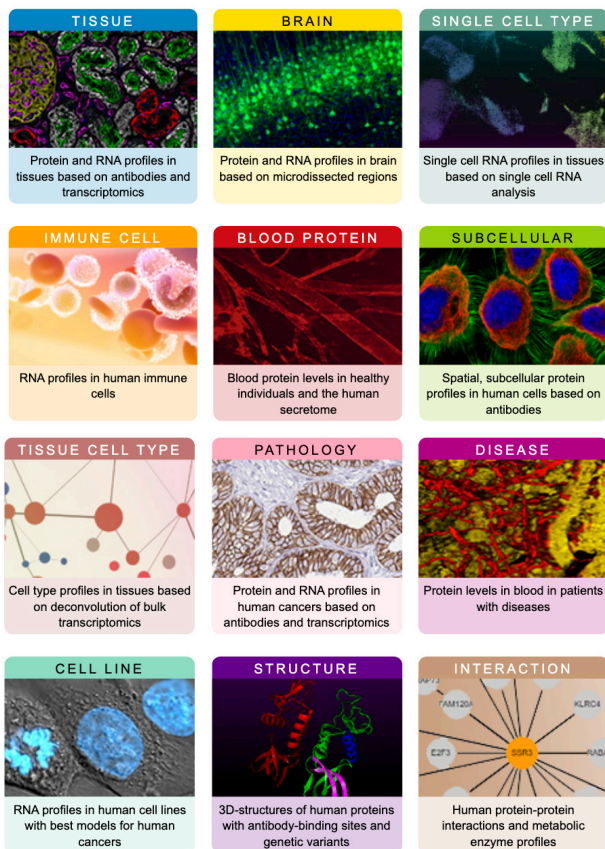 TISSUE
Protein and RNA profiles in
tissues based on antibodies and
transcriptomics
BRAIN
Protein and RNA profiles in brain
based on microdissected regions
SINGLE CELL TYPE
Single cell RNA profiles in tissues
based on single cell RNA
analysis
IMMUNE CELL
RNA profiles in human immune
cells
BLOOD PROTEIN
Blood protein levels in healthy
individuals and the human
secretome
SUBCELLULAR
Spatial, subcellular protein
profiles in human cells based on
antibodies
TISSUE CELL TYPE
Cell type profiles in tissues based
on deconvolution of bulk
transcriptomics
PATHOLOGY
Protein and RNA profiles in
human cancers based on
antibodies and transcriptomics
DISEASE
Protein levels in blood in patients
with diseases
CELL LINE
RNA profiles in human cell lines
with best models for human
cancers
STRUCTURE
3D-structures of human proteins
with antibody-binding sites and
genetic variants
INTERACTION
FAM120A
KLRC4
E2F3
SSR3
Human protein-protein
interactions and metabolic
enzyme profiles